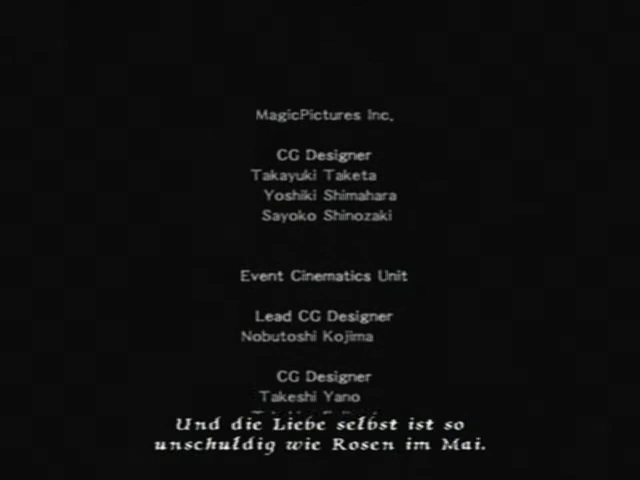 MagicPictures Inc.
CG Designer
Takayuki Taketa
Yoshiki Shimahara
Sayoko Shinozaki
Event Cinematics Unit
Lead CG Designer
Nobutoshi Kojima
CG Designer
Takeshi Yano
Und die Liebe selbst ist so
unschuldig wie Rosen im Mai.